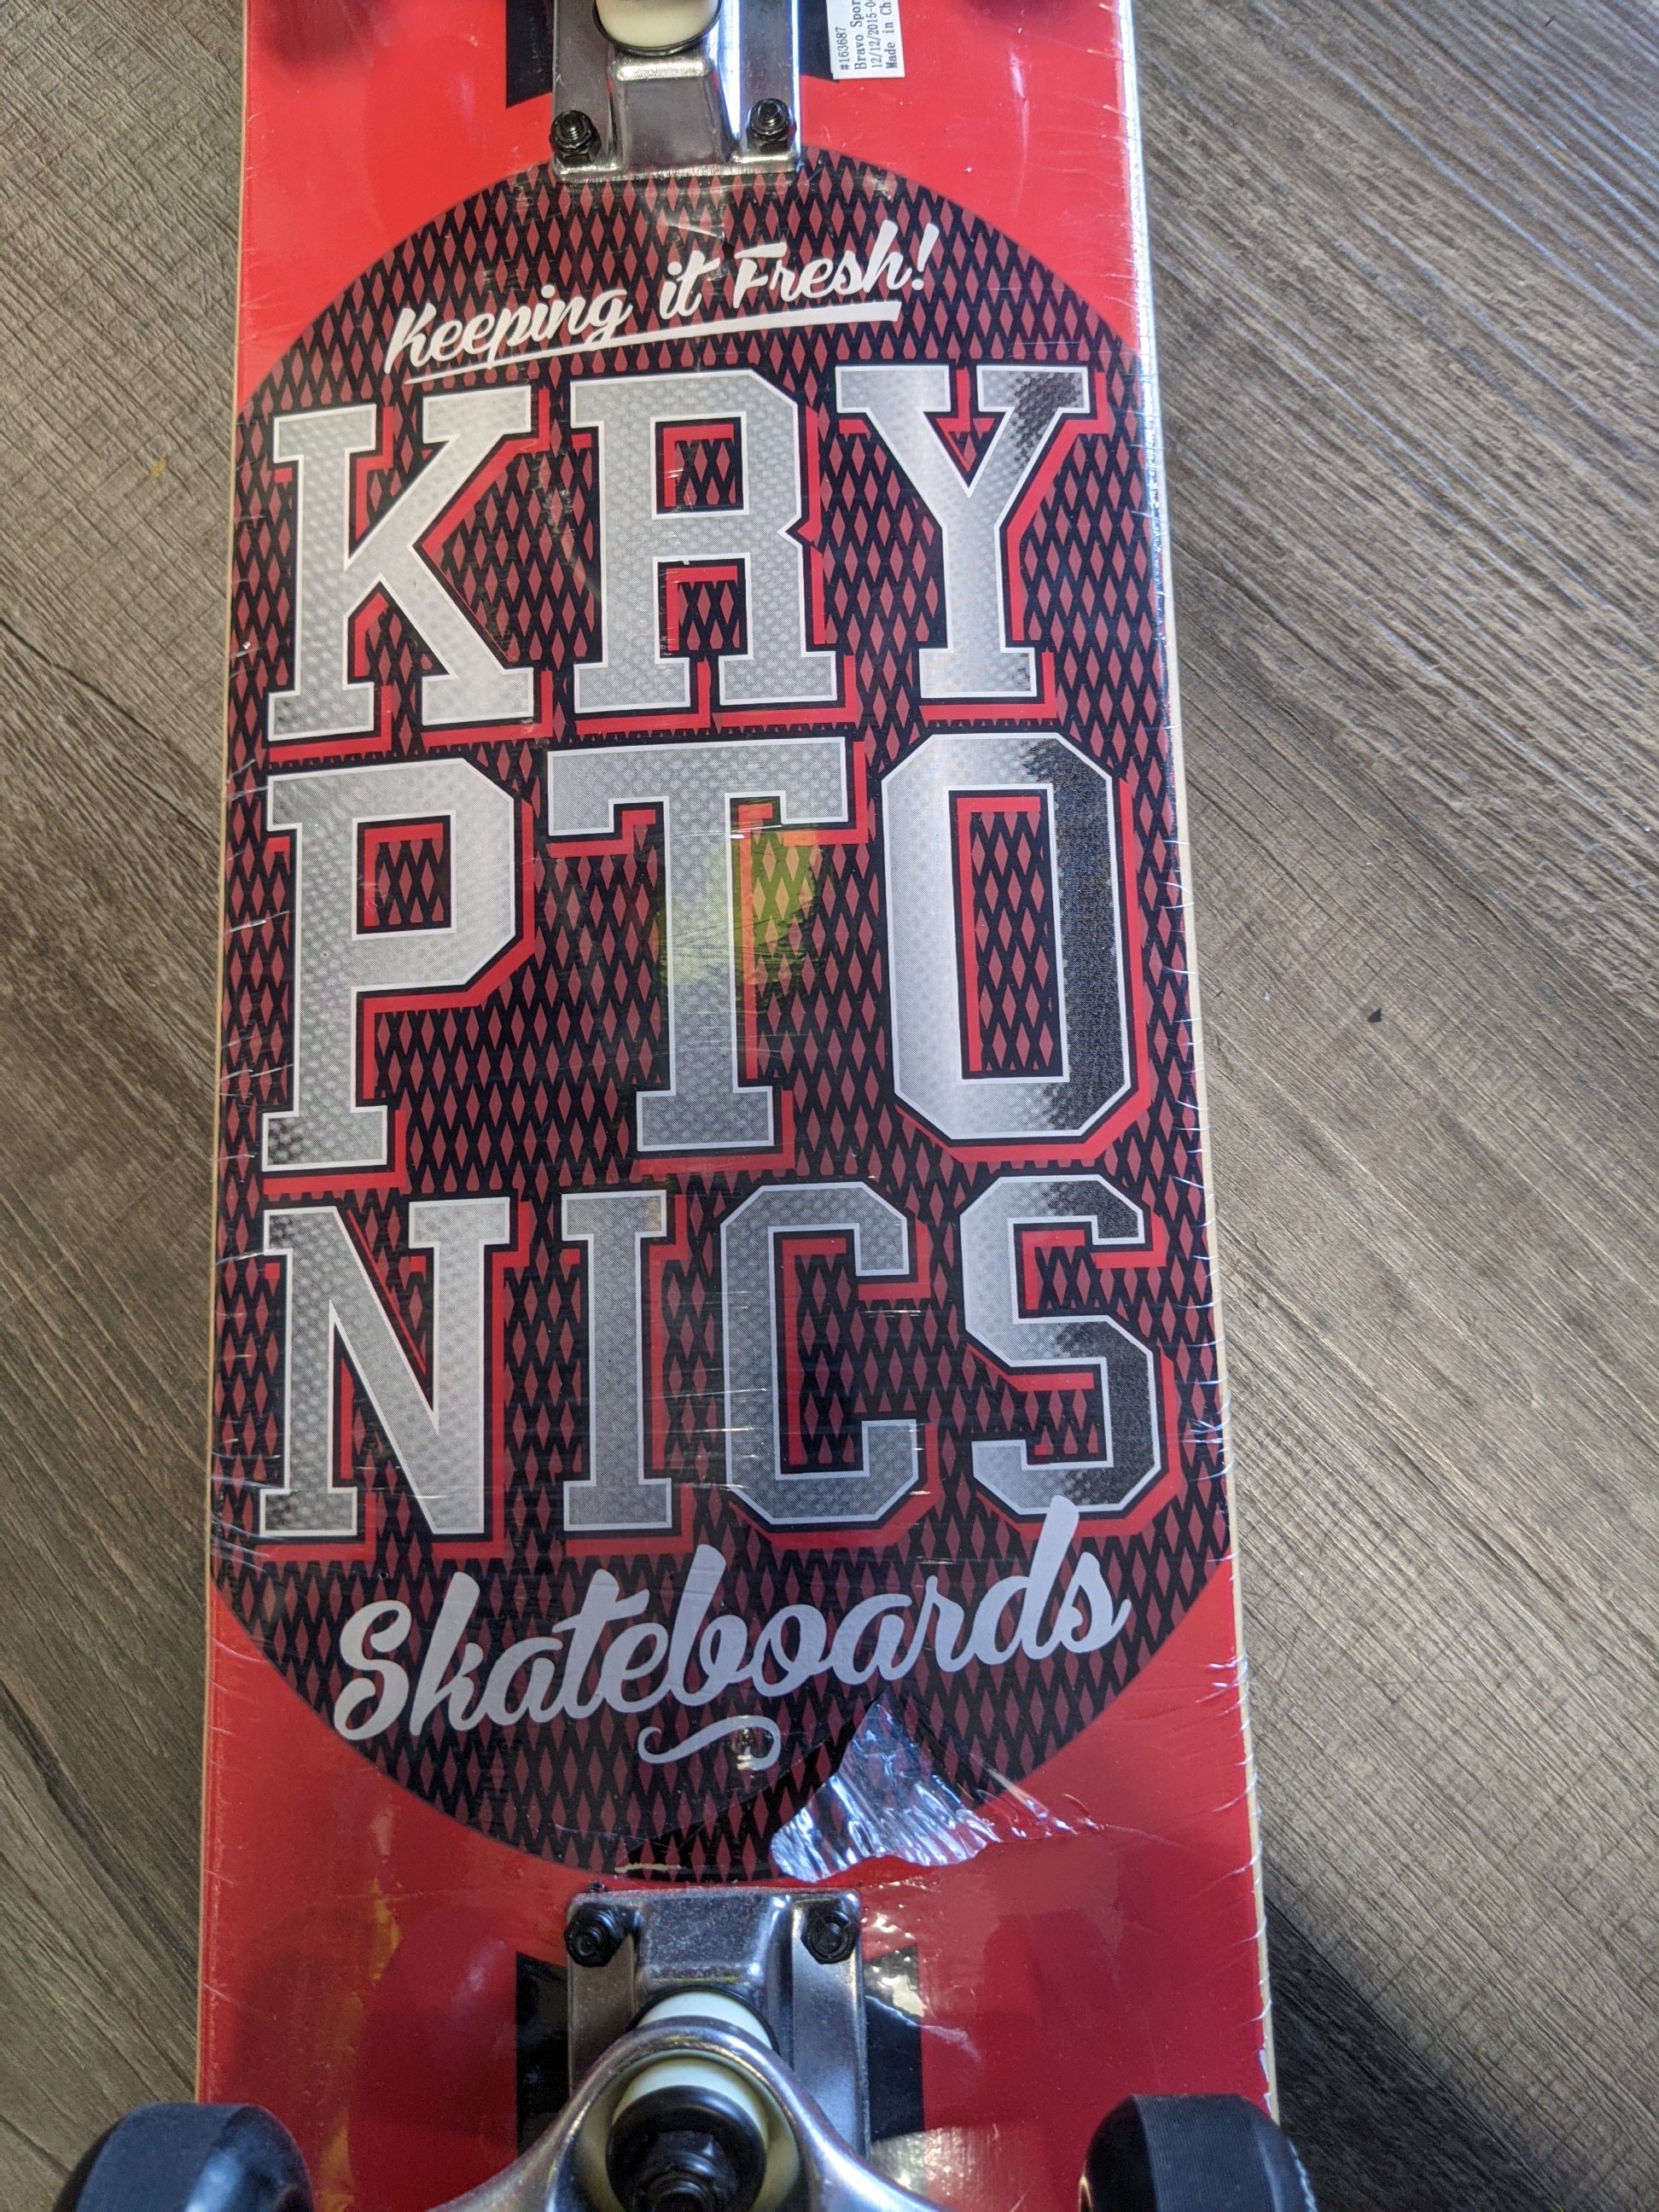 #163687
Bravo Spor
12/12/2015-0
Made in Ch
Keeping it Fresh!
KRY
PTO
NICS
Skateboards